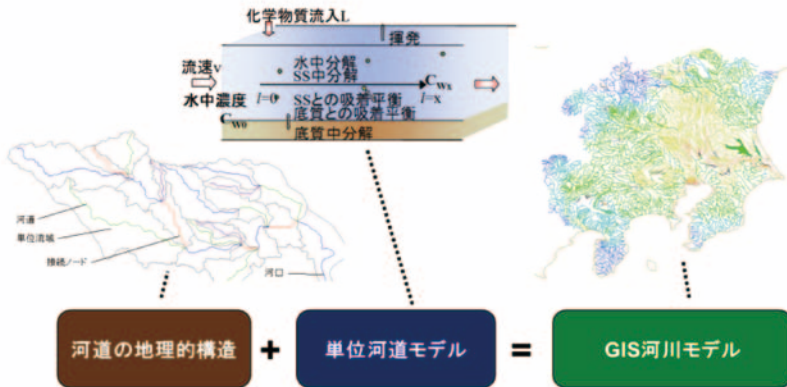 化学物質流入L
揮発
流速v
水中分解
SS中分解
Cwx
水中濃度
l=0
SSとの吸着平衡
l=x
底質との吸着平衡
Cw0
底質中分解
河道
単位流域
接続ノード
河口
河道の地理的構造
+
単位河道モデル
=
GIS河川モデル